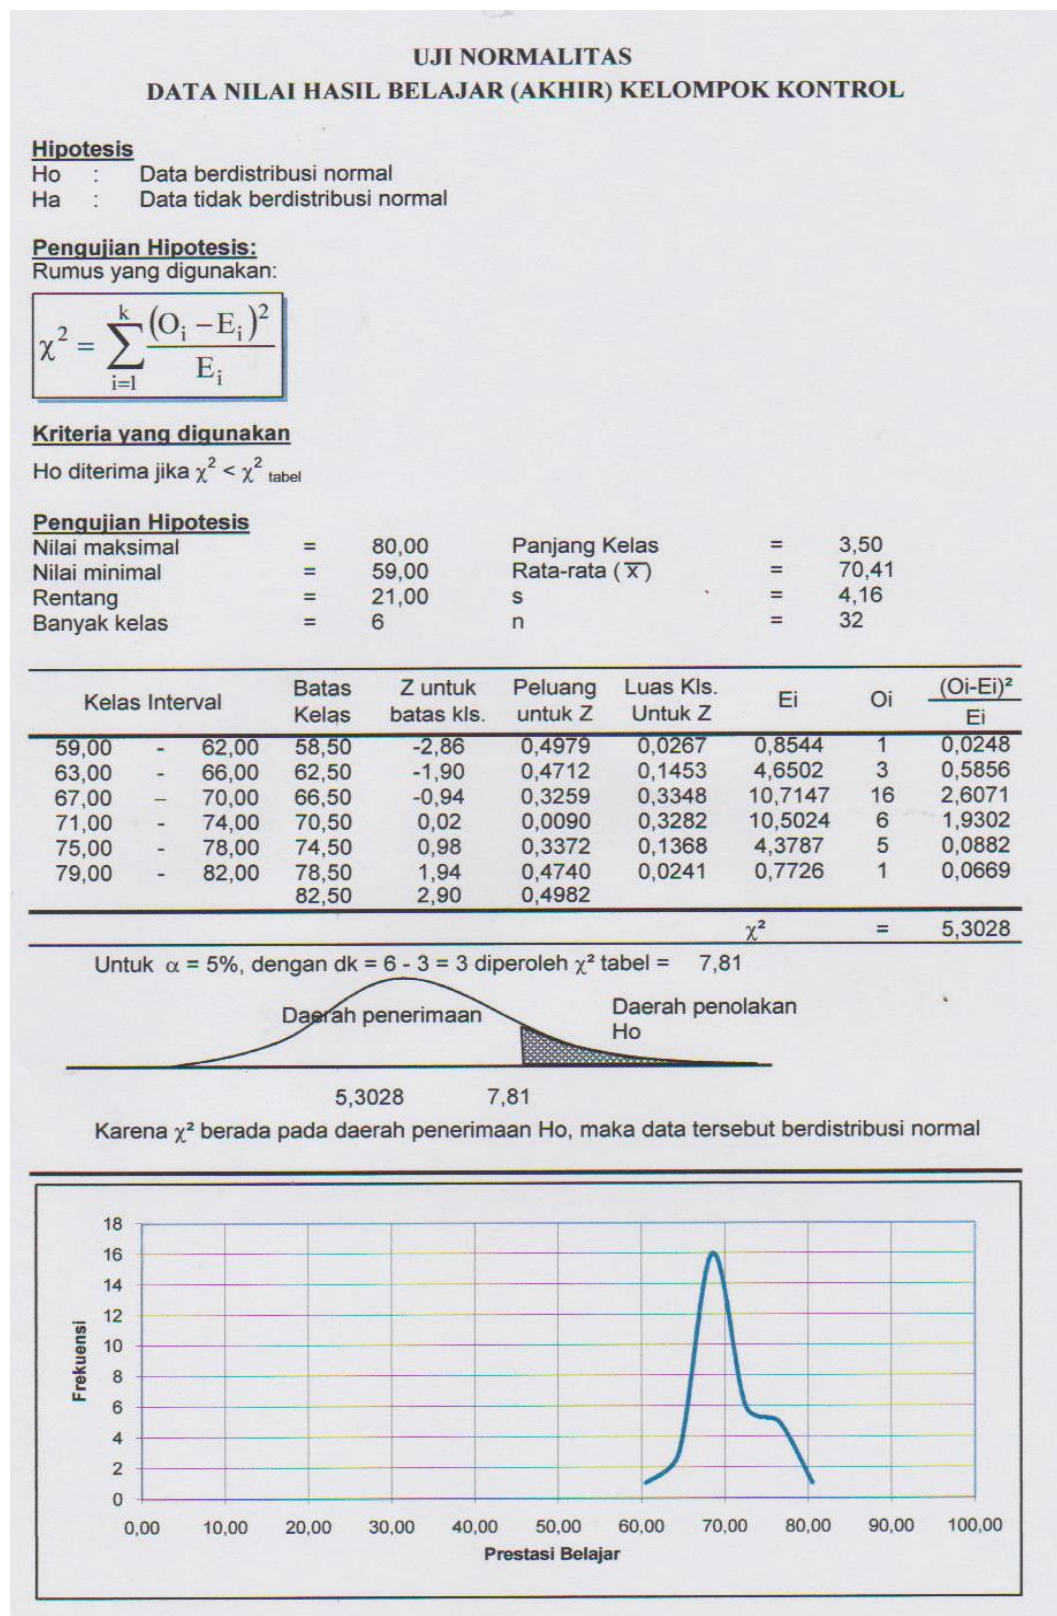 UJI NORMALITAS
DATA NILAI HASIL BELAJAR (AKHIR) KELOMPOK KONTROL
Hipotesis
Ho : Data berdistribusi normal
Ha : Data tidak berdistribusi normal
Pengujian Hipotesis:
Rumus yang digunakan:
χ² = Σ (k, i=1) (Oᵢ – Eᵢ)² / Eᵢ
Kriteria yang digunakan
Ho diterima jika χ² < χ² tabel
Pengujian Hipotesis
Nilai maksimal = 80,00 Panjang Kelas = 3,50
Nilai minimal = 59,00 Rata-rata ( x̄ ) = 70,41
Rentang = 21,00 s = 4,16
Banyak kelas = 6 n = 32
Kelas Interval Batas Kelas Z untuk batas kls. Peluang untuk Z Luas Kls. Untuk Z Ei Oi (Oi-Ei)² / Ei
59,00 - 62,00 58,50 -2,86 0,4979 0,0267 0,8544 1 0,0248
63,00 - 66,00 62,50 -1,90 0,4712 0,1453 4,6502 3 0,5856
67,00 – 70,00 66,50 -0,94 0,3259 0,3348 10,7147 16 2,6071
71,00 - 74,00 70,50 0,02 0,0090 0,3282 10,5024 6 1,9302
75,00 - 78,00 74,50 0,98 0,3372 0,1368 4,3787 5 0,0882
79,00 - 82,00 78,50 1,94 0,4740 0,0241 0,7726 1 0,0669
82,50 2,90 0,4982
χ² = 5,3028
Untuk α = 5%, dengan dk = 6 - 3 = 3 diperoleh χ² tabel = 7,81
Daerah penerimaan
Daerah penolakan
Ho
5,3028 7,81
Karena χ² berada pada daerah penerimaan Ho, maka data tersebut berdistribusi normal
18
16
14
12
10
8
6
4
2
0
Frekuensi
0,00 10,00 20,00 30,00 40,00 50,00 60,00 70,00 80,00 90,00 100,00
Prestasi Belajar